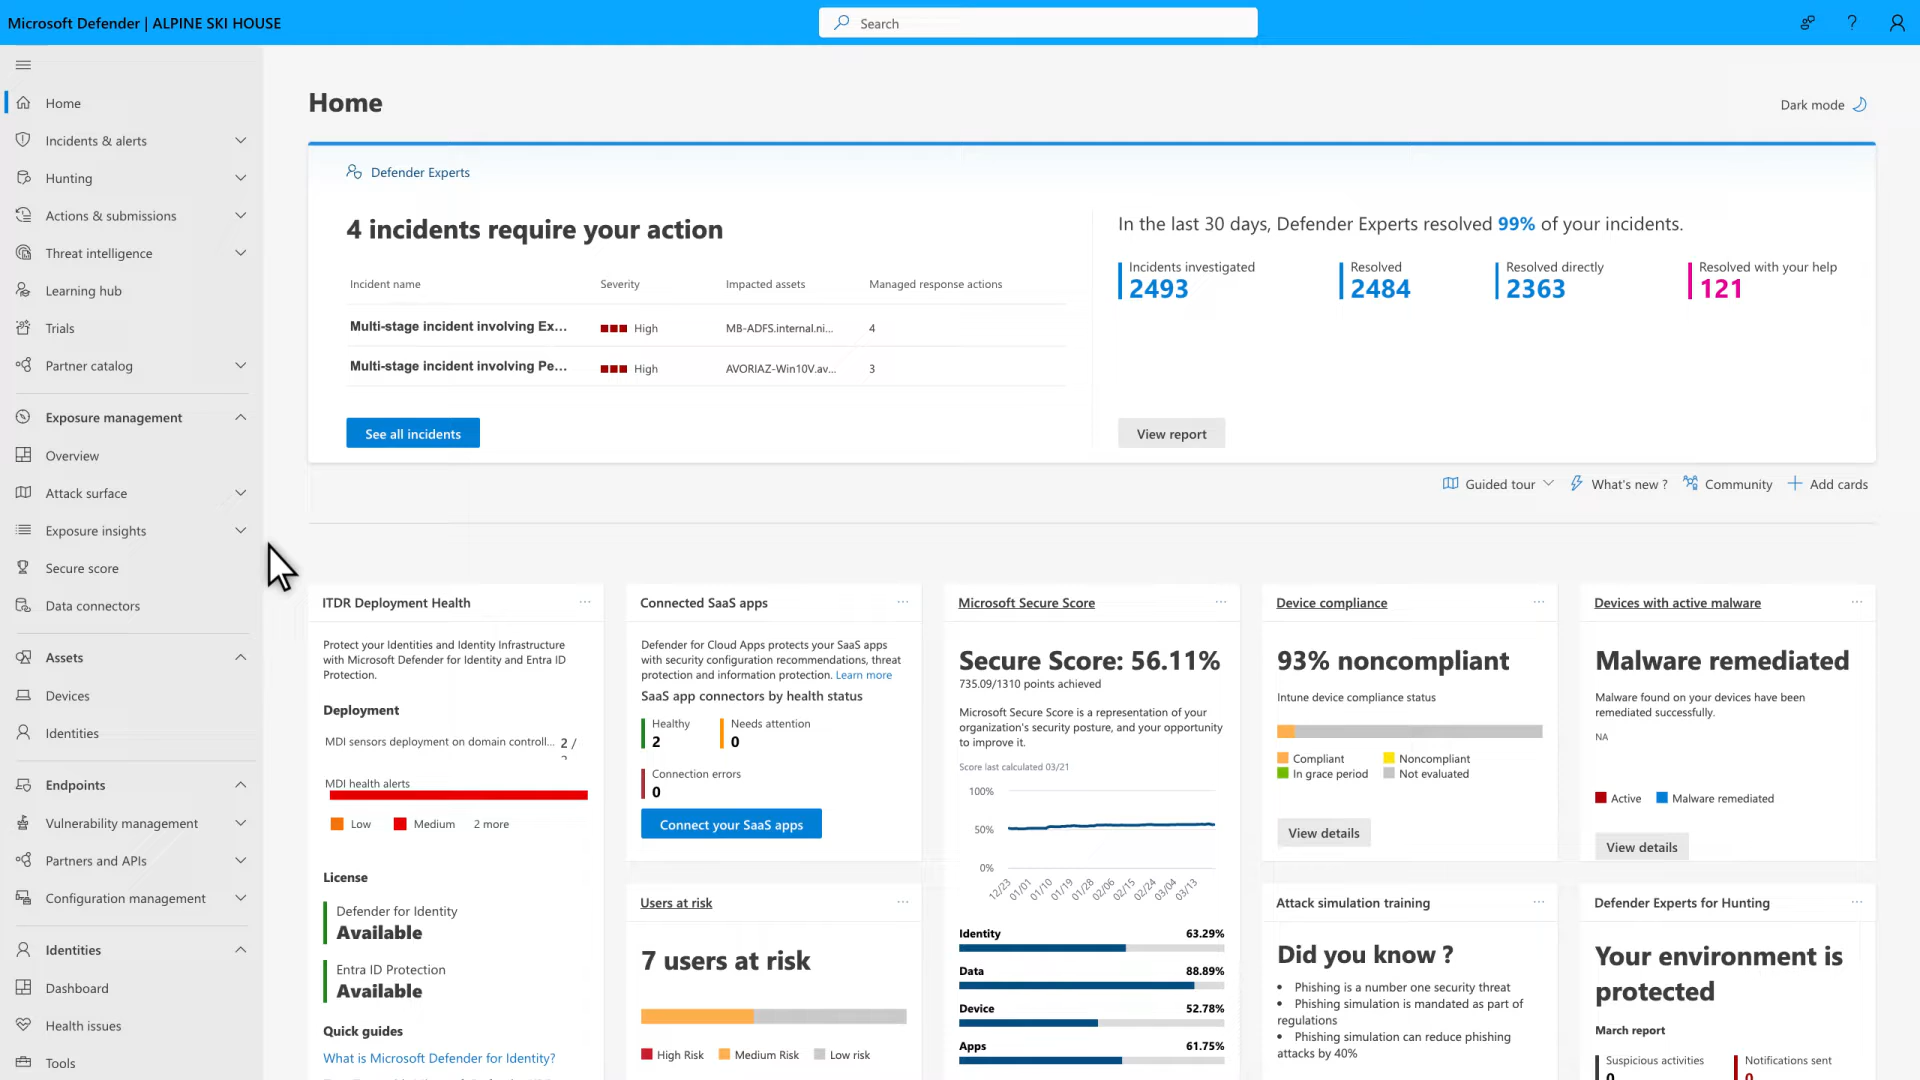 Microsoft Defender | ALPINE SKI HOUSE
Search
Home
Incidents & alerts
Hunting
Actions & submissions
Threat intelligence
Learning hub
Trials
Partner catalog
Exposure management
Overview
Attack surface
Exposure insights
Secure score
Data connectors
Assets
Devices
Identities
Endpoints
Vulnerability management
Partners and APIs
Configuration management
Identities
Dashboard
Health issues
Tools
Home
Dark mode
Defender Experts
4 incidents require your action
Incident name Severity Impacted assets Managed response actions
Multi-stage incident involving Ex... High MB-ADFS.internal.ni... 4
Multi-stage incident involving Pe... High AVORIAZ-Win10V.av... 3
See all incidents
In the last 30 days, Defender Experts resolved 99% of your incidents.
Incidents investigated Resolved Resolved directly Resolved with your help
2493 2484 2363 121
View report
Guided tour What's new ? Community Add cards
ITDR Deployment Health
Protect your Identities and Identity Infrastructure
with Microsoft Defender for Identity and Entra ID
Protection.
Deployment
MDI sensors deployment on domain controll... 2 /
MDI health alerts
Low Medium 2 more
License
Defender for Identity
Available
Entra ID Protection
Available
Quick guides
What is Microsoft Defender for Identity?
Connected SaaS apps
Defender for Cloud Apps protects your SaaS apps
with security configuration recommendations, threat
protection and information protection. Learn more
SaaS app connectors by health status
Healthy Needs attention
2 0
Connection errors
0
Connect your SaaS apps
Users at risk
7 users at risk
High Risk Medium Risk Low risk
Microsoft Secure Score
Secure Score: 56.11%
735.09/1310 points achieved
Microsoft Secure Score is a representation of your
organization's security posture, and your opportunity
to improve it.
Score last calculated 03/21
100%
50%
0%
12/23 01/01 01/10 01/19 01/28 02/06 02/15 02/24 03/04 03/13
Identity 63.29%
Data 88.89%
Device 52.78%
Apps 61.75%
Device compliance
93% noncompliant
Intune device compliance status
Compliant Noncompliant
In grace period Not evaluated
View details
Attack simulation training
Did you know ?
• Phishing is a number one security threat
• Phishing simulation is mandated as part of
regulations
• Phishing simulation can reduce phishing
attacks by 40%
Devices with active malware
Malware remediated
Malware found on your devices have been
remediated successfully.
NA
Active Malware remediated
View details
Defender Experts for Hunting
Your environment is
protected
March report
Suspicious activities Notifications sent
0 0